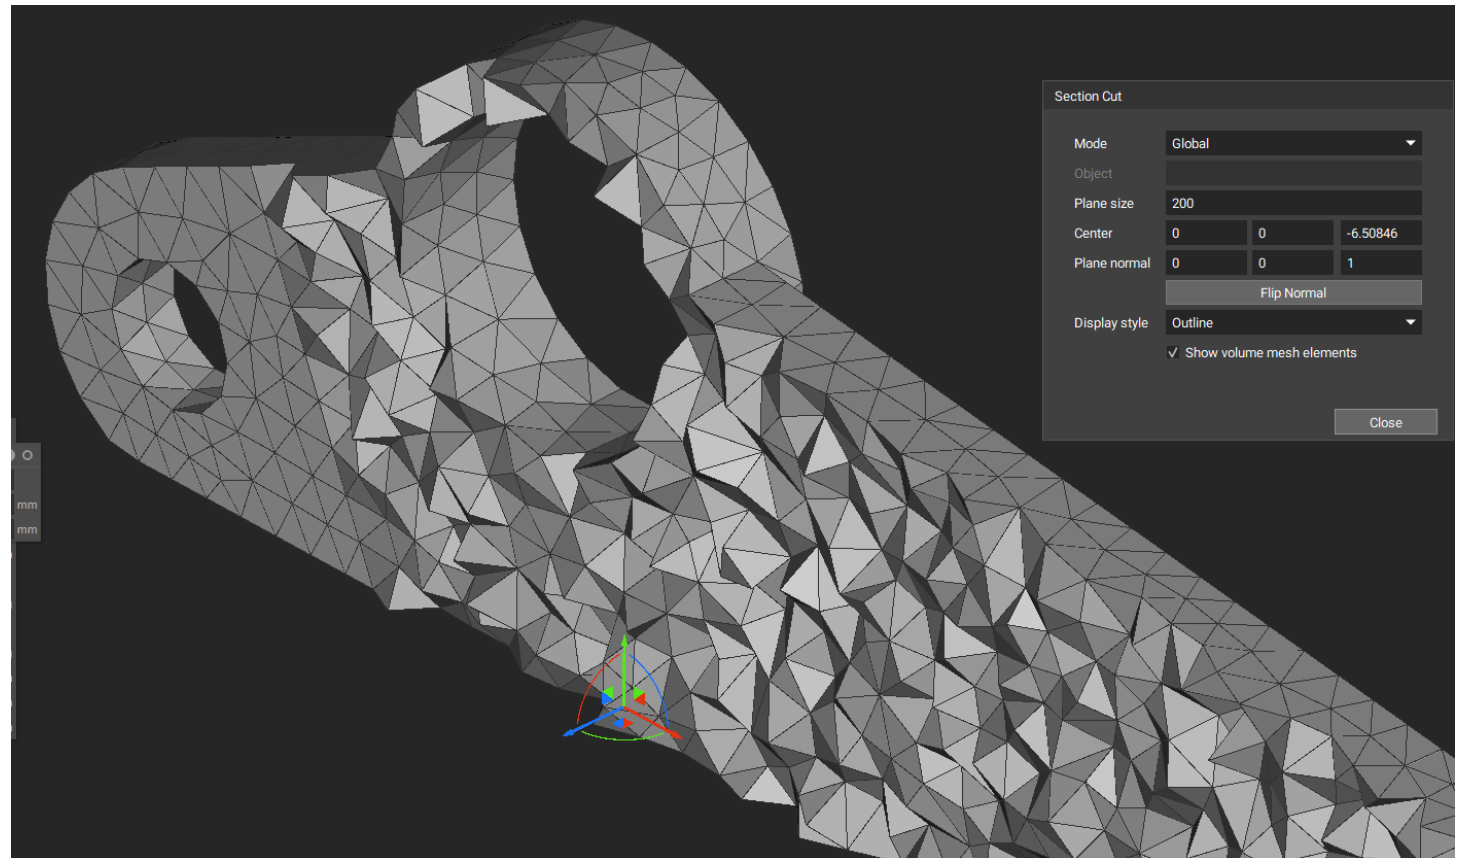 Section Cut
Mode Global
Object
Plane size 200
Center 0 0 -6.50846
Plane normal 0 0 1
Flip Normal
Display style Outline
Show volume mesh elements
Close
mm
mm